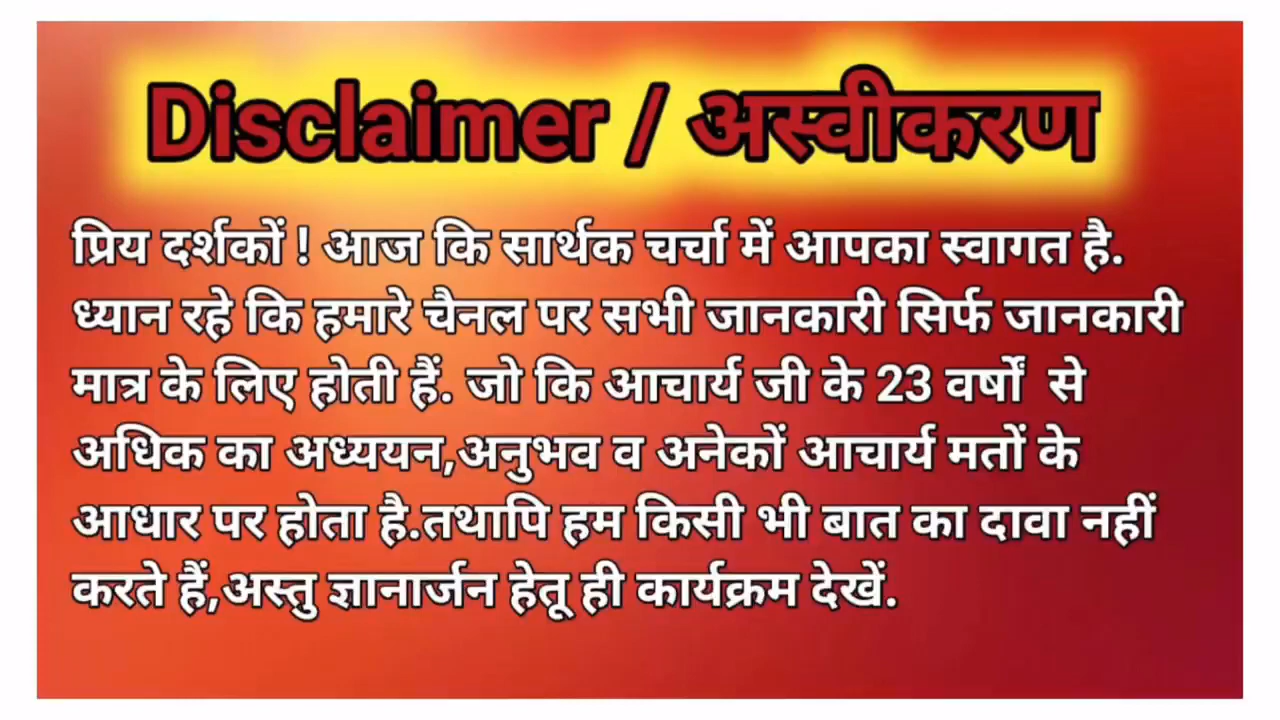 Disclaimer / अस्वीकरण
प्रिय दर्शकों ! आज कि सार्थक चर्चा में आपका स्वागत है.
ध्यान रहे कि हमारे चैनल पर सभी जानकारी सिर्फ जानकारी
मात्र के लिए होती हैं. जो कि आचार्य जी के 23 वर्षों से
अधिक का अध्ययन,अनुभव व अनेकों आचार्य मतों के
आधार पर होता है.तथापि हम किसी भी बात का दावा नहीं
करते हैं,अस्तु ज्ञानार्जन हेतू ही कार्यक्रम देखें.